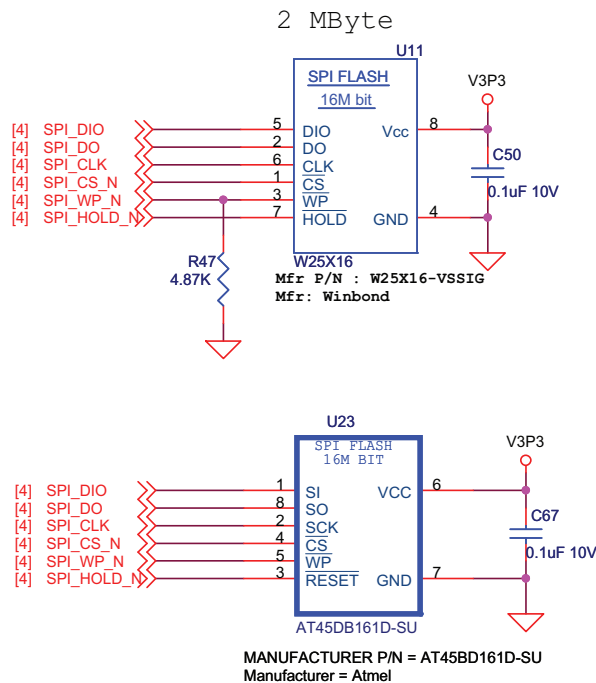 2 MByte
U11
SPI FLASH
16M bit
V3P3
[4] SPI_DIO 5 DIO Vcc 8
[4] SPI_DO 2 DO
[4] SPI_CLK 6 CLK
[4] SPI_CS_N 1 CS
[4] SPI_WP_N 3 WP
[4] SPI_HOLD_N 7 HOLD GND 4
C50
0.1uF 10V
W25X16
R47
4.87K
Mfr P/N : W25X16-VSSIG
Mfr: Winbond
U23
SPI FLASH
16M BIT
V3P3
[4] SPI_DIO 1 SI VCC 6
[4] SPI_DO 8 SO
[4] SPI_CLK 2 SCK
[4] SPI_CS_N 4 CS
[4] SPI_WP_N 5 WP
[4] SPI_HOLD_N 3 RESET GND 7
C67
0.1uF 10V
AT45DB161D-SU
MANUFACTURER P/N = AT45BD161D-SU
Manufacturer = Atmel